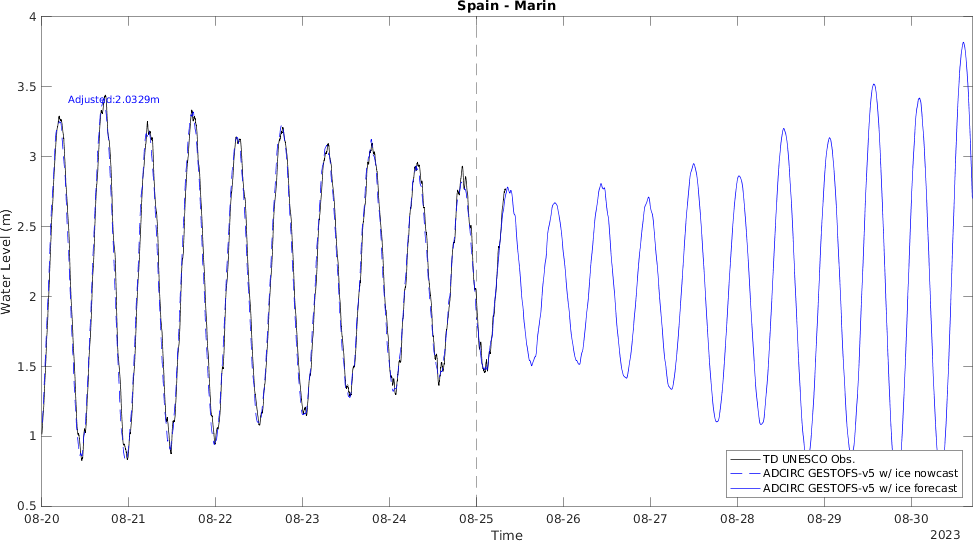 Spain - Marin
Water Level (m)
4
3.5
3
2.5
2
1.5
1
0.5
Adjusted:2.0329m
TD UNESCO Obs.
ADCIRC GESTOFS-v5 w/ ice nowcast
ADCIRC GESTOFS-v5 w/ ice forecast
08-20 08-21 08-22 08-23 08-24 08-25 08-26 08-27 08-28 08-29 08-30
Time
2023